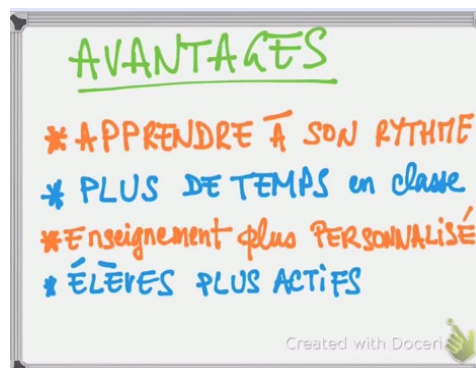 AVANTAGES
* APPRENDRE À SON RYTHME
* PLUS DE TEMPS en classe
* Enseignement plus PERSONNALISÉ
* ÉLÈVES PLUS ACTIFS
Created with Doceri